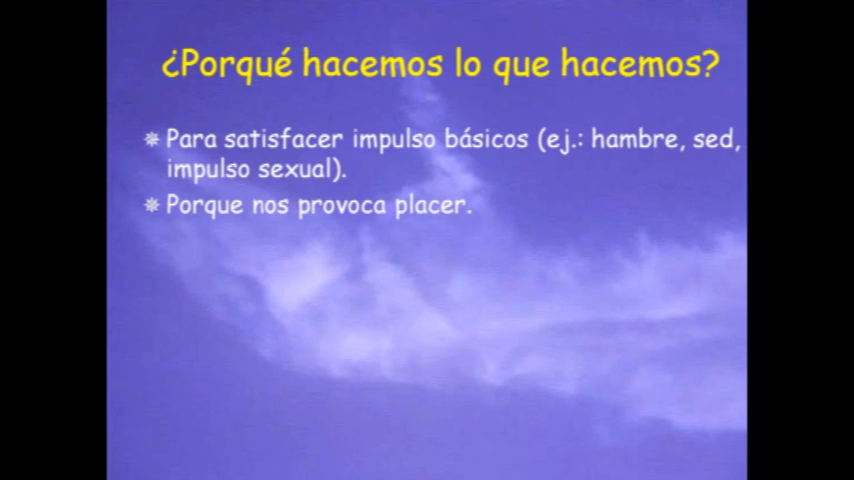 ¿Porqué hacemos lo que hacemos?
Para satisfacer impulso básicos (ej.: hambre, sed,
impulso sexual).
Porque nos provoca placer.